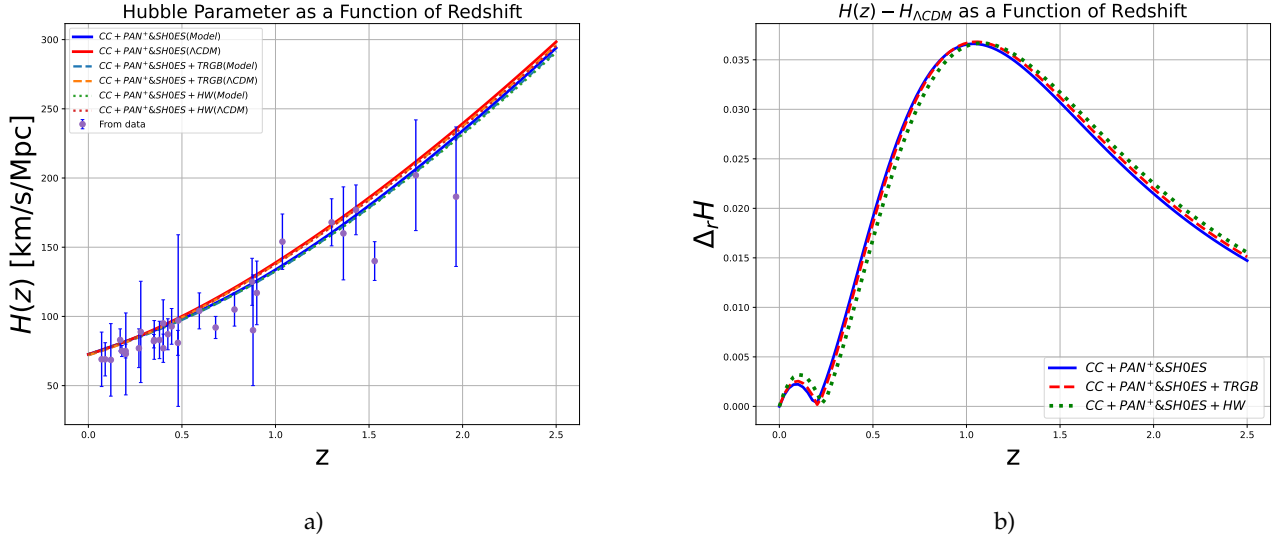 Hubble Parameter as a Function of Redshift
CC + PAN⁺&SH0ES(Model)
CC + PAN⁺&SH0ES(ΛCDM)
CC + PAN⁺&SH0ES + TRGB(Model)
CC + PAN⁺&SH0ES + TRGB(ΛCDM)
CC + PAN⁺&SH0ES + HW(Model)
CC + PAN⁺&SH0ES + HW(ΛCDM)
From data
H(z) [km/s/Mpc]
300
250
200
150
100
50
0.0 0.5 1.0 1.5 2.0 2.5
z
a)
H(z) − H_ΛCDM as a Function of Redshift
Δ_rH
0.035
0.030
0.025
0.020
0.015
0.010
0.005
0.000
CC + PAN⁺&SH0ES
CC + PAN⁺&SH0ES + TRGB
CC + PAN⁺&SH0ES + HW
0.0 0.5 1.0 1.5 2.0 2.5
z
b)